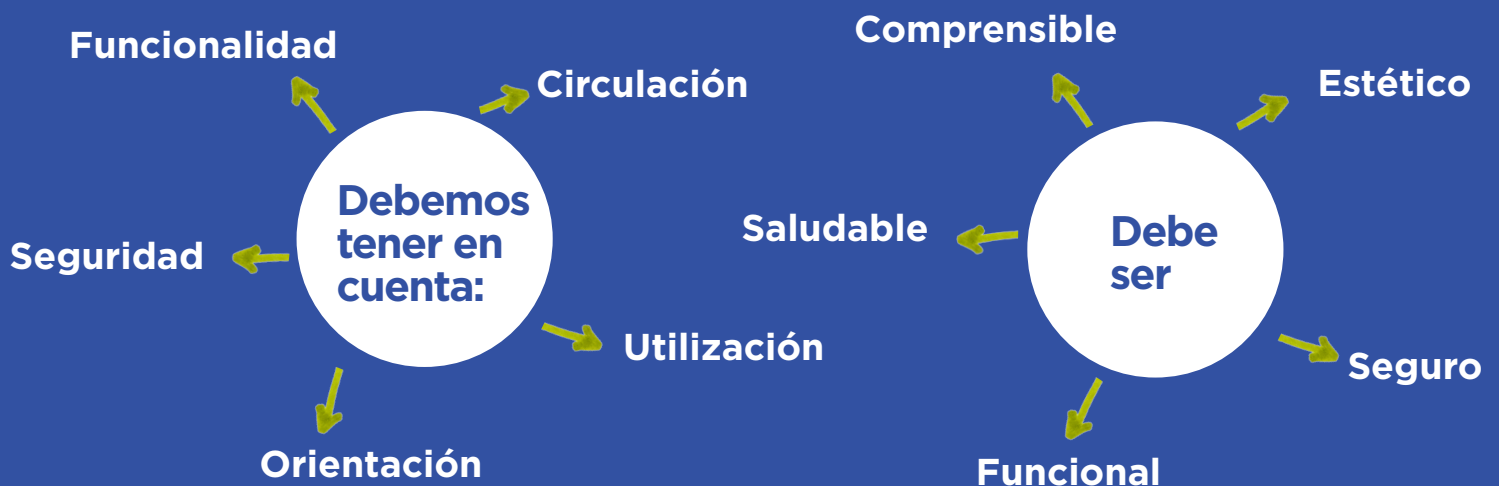 Funcionalidad
Circulación
Debemos
tener en
cuenta:
Seguridad
Utilización
Orientación
Comprensible
Estético
Saludable
Debe
ser
Seguro
Funcional